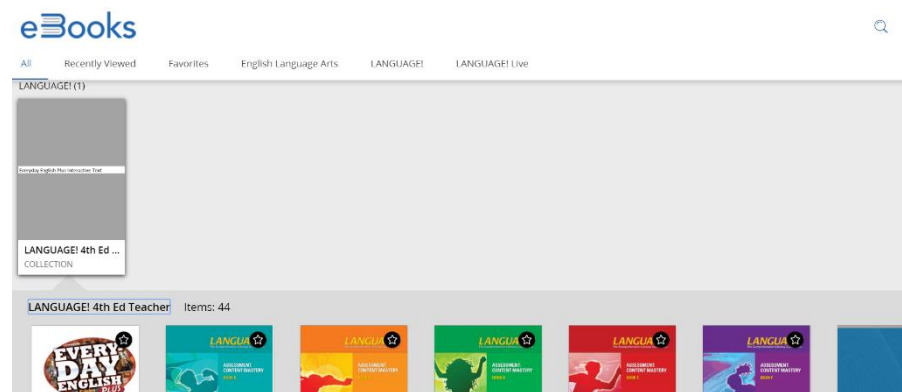 eBooks
All Recently Viewed Favorites English Language Arts LANGUAGE! LANGUAGE! Live
LANGUAGE! (1)
Everyday English Plus Interactive Text
LANGUAGE! 4th Ed ...
COLLECTION
LANGUAGE! 4th Ed Teacher Items: 44
EVERY DAY ENGLISH PLUS
LANGUA
ASSESSMENT
CONTENT MASTERY
LANGUA
ASSESSMENT
CONTENT MASTERY
LANGUA
ASSESSMENT
CONTENT MASTERY
LANGUA
ASSESSMENT
CONTENT MASTERY
LANGUA
ASSESSMENT
CONTENT MASTERY